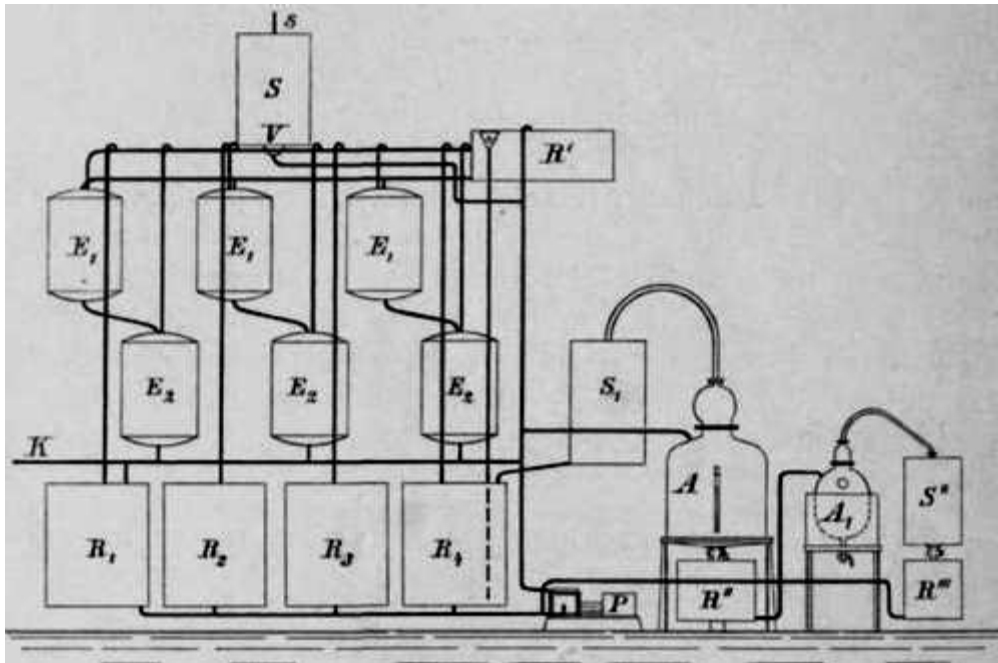 s
S
V
R'
E₁ E₁ E₁
E₂ E₂ E₂
S₁
K
A
A₁
S"
R₁ R₂ R₃ R₄
R"
P
R'''